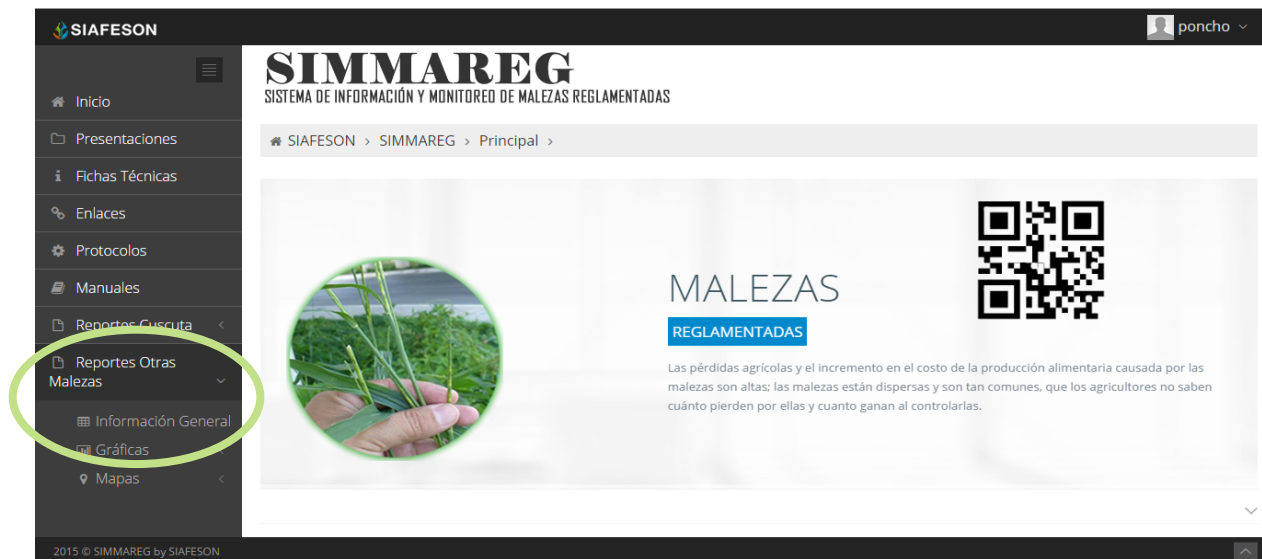 SIAFESON
poncho
Inicio
Presentaciones
Fichas Técnicas
Enlaces
Protocolos
Manuales
Reportes Cuscuta
Reportes Otras
Malezas
Información General
Gráficas
Mapas
2015 © SIMMAREG by SIAFESON
SIMMAREG
SISTEMA DE INFORMACIÓN Y MONITOREO DE MALEZAS REGLAMENTADAS
SIAFESON > SIMMAREG > Principal >
MALEZAS
REGLAMENTADAS
Las pérdidas agrícolas y el incremento en el costo de la producción alimentaria causada por las
malezas son altas; las malezas están dispersas y son tan comunes, que los agricultores no saben
cuánto pierden por ellas y cuanto ganan al controlarlas.